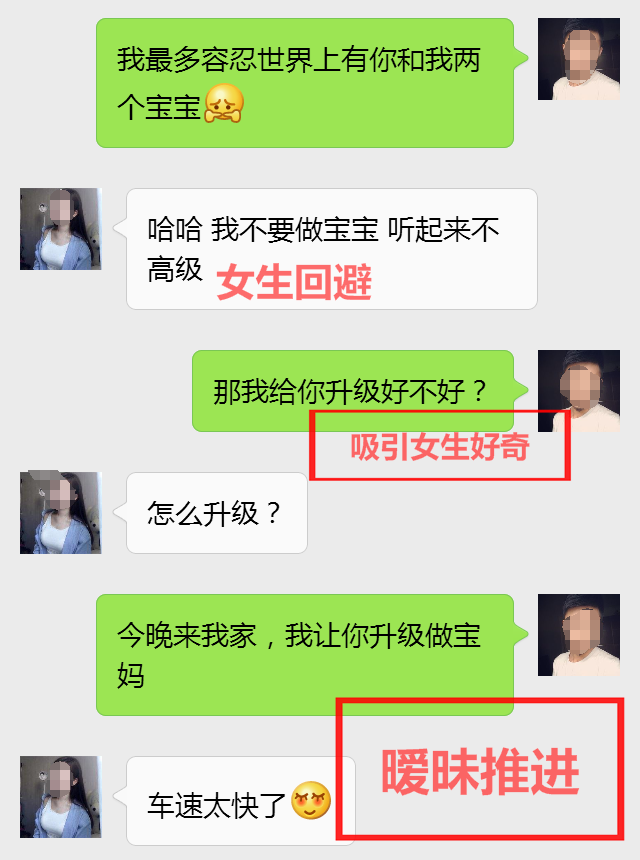 我最多容忍世界上有你和我两
个宝宝
哈哈 我不要做宝宝 听起来不
高级
女生回避
那我给你升级好不好？
吸引女生好奇
怎么升级？
今晚来我家，我让你升级做宝
妈
暧昧推进
车速太快了